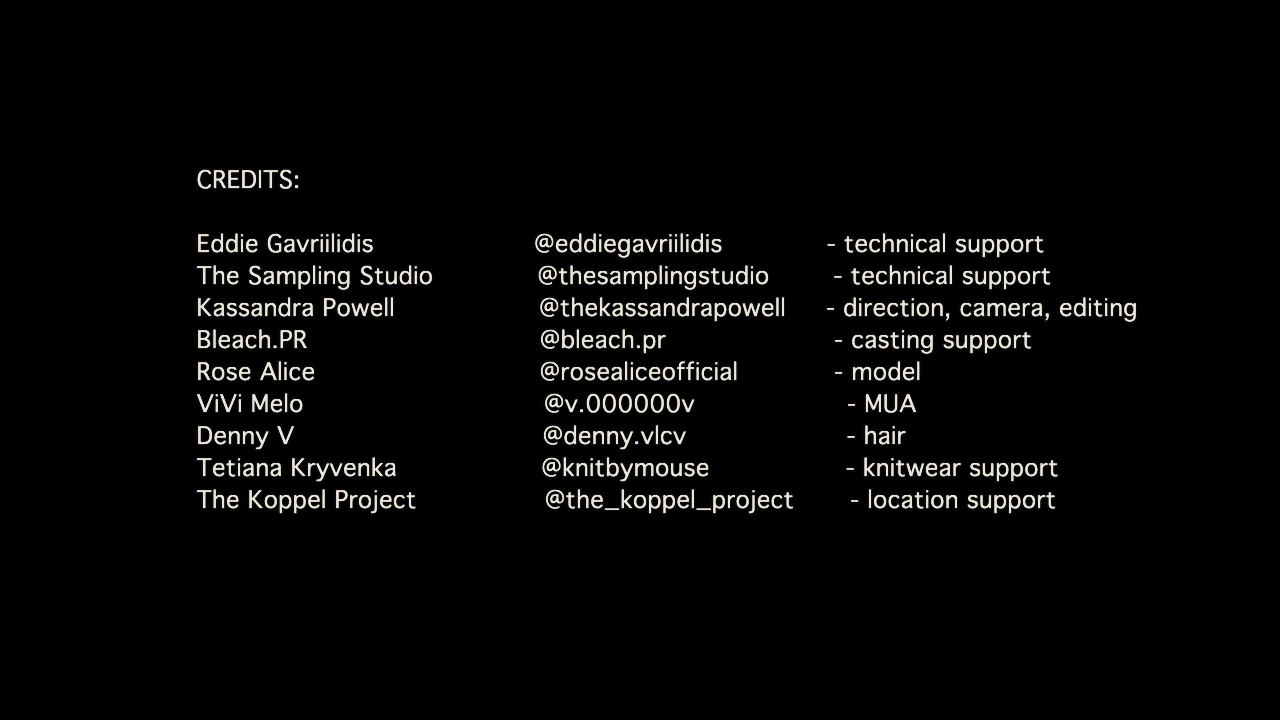 CREDITS:
Eddie Gavriilidis @eddiegavriilidis - technical support
The Sampling Studio @thesamplingstudio - technical support
Kassandra Powell @thekassandrapowell - direction, camera, editing
Bleach.PR @bleach.pr - casting support
Rose Alice @rosealiceofficial - model
ViVi Melo @v.000000v - MUA
Denny V @denny.vlcv - hair
Tetiana Kryvenka @knitbymouse - knitwear support
The Koppel Project @the_koppel_project - location support